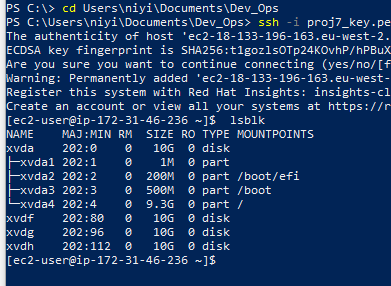 PS C:\> cd Users\niyi\Documents\Dev_Ops
PS C:\Users\niyi\Documents\Dev_Ops> ssh -i proj7_key.pe
The authenticity of host 'ec2-18-133-196-163.eu-west-2.
ECDSA key fingerprint is SHA256:t1gozlsOTp24KOvhP/hPBuX
Are you sure you want to continue connecting (yes/no/[f
Warning: Permanently added 'ec2-18-133-196-163.eu-west-
Register this system with Red Hat Insights: insights-cl
Create an account or view all your systems at https://r
[ec2-user@ip-172-31-46-236 ~]$ lsblk
NAME    MAJ:MIN RM  SIZE RO TYPE MOUNTPOINTS
xvda    202:0    0   10G  0 disk
├─xvda1 202:1    0    1M  0 part
├─xvda2 202:2    0  200M  0 part /boot/efi
├─xvda3 202:3    0  500M  0 part /boot
└─xvda4 202:4    0  9.3G  0 part /
xvdf    202:80   0   10G  0 disk
xvdg    202:96   0   10G  0 disk
xvdh    202:112  0   10G  0 disk
[ec2-user@ip-172-31-46-236 ~]$